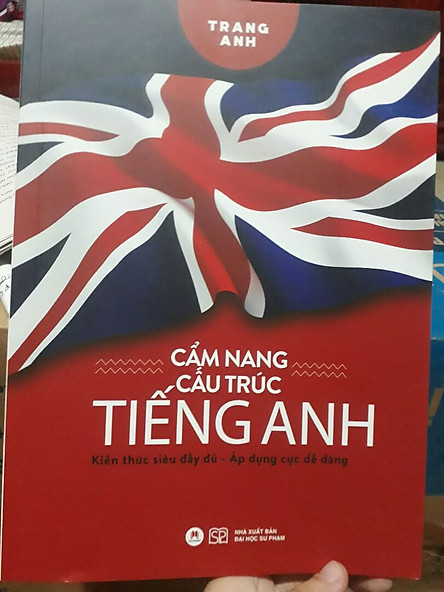 TRANG
ANH
CẨM NANG
CẤU TRÚC
TIẾNG ANH
Kiến thức siêu đầy đủ - Áp dụng cực dễ dàng
NHÀ XUẤT BẢN
ĐẠI HỌC SƯ PHẠM